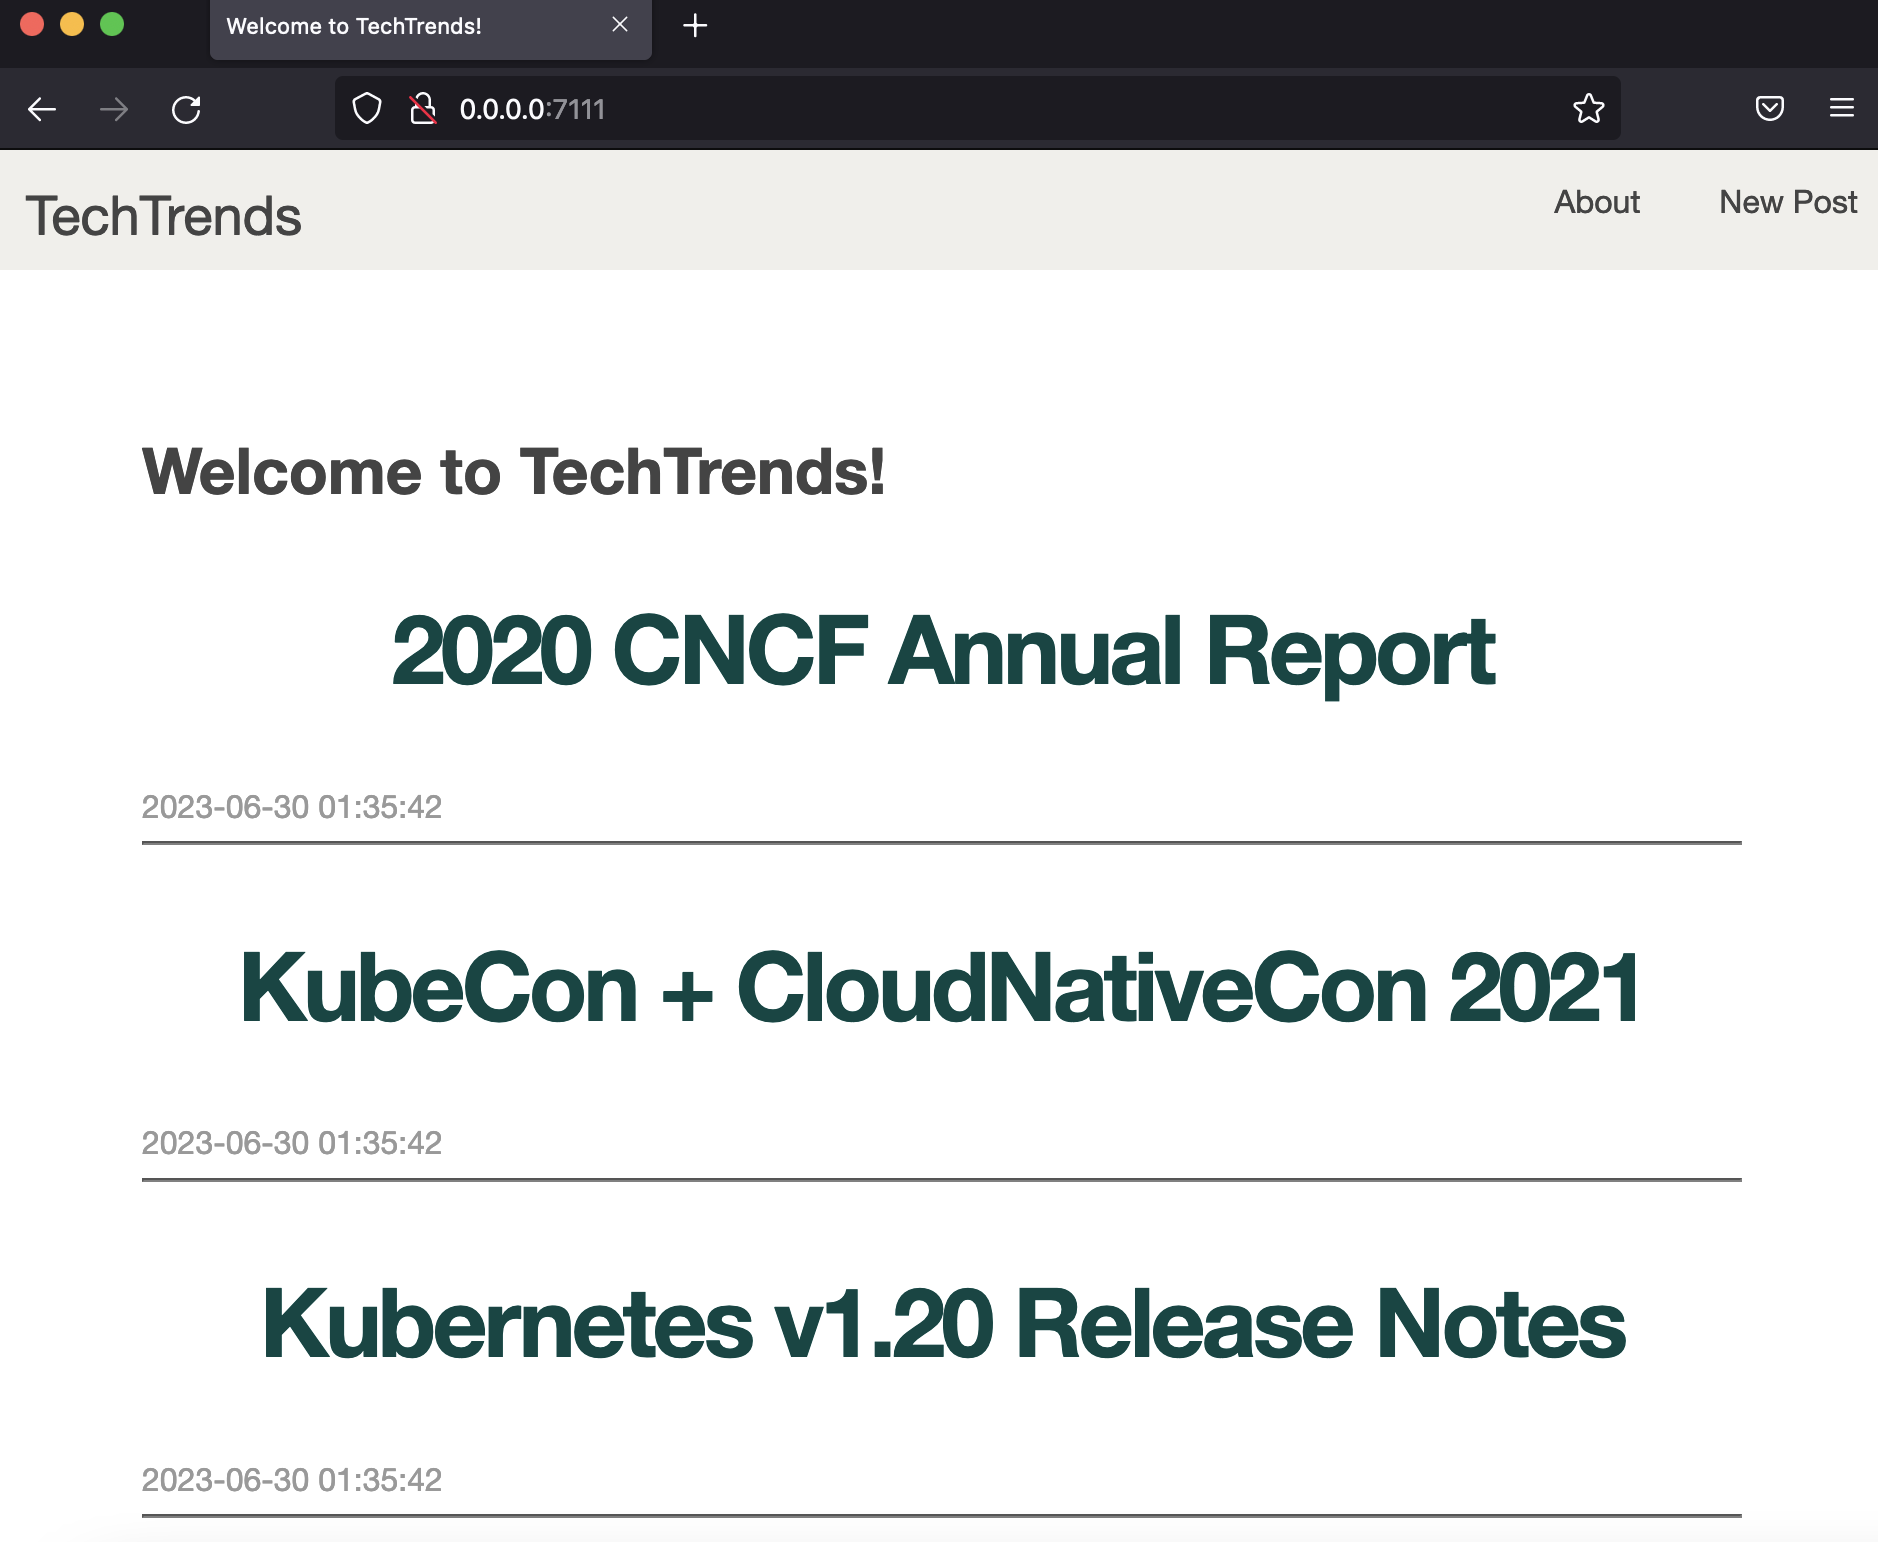 Welcome to TechTrends!
0.0.0.0:7111
TechTrends
About
New Post
Welcome to TechTrends!
2020 CNCF Annual Report
2023-06-30 01:35:42
KubeCon + CloudNativeCon 2021
2023-06-30 01:35:42
Kubernetes v1.20 Release Notes
2023-06-30 01:35:42